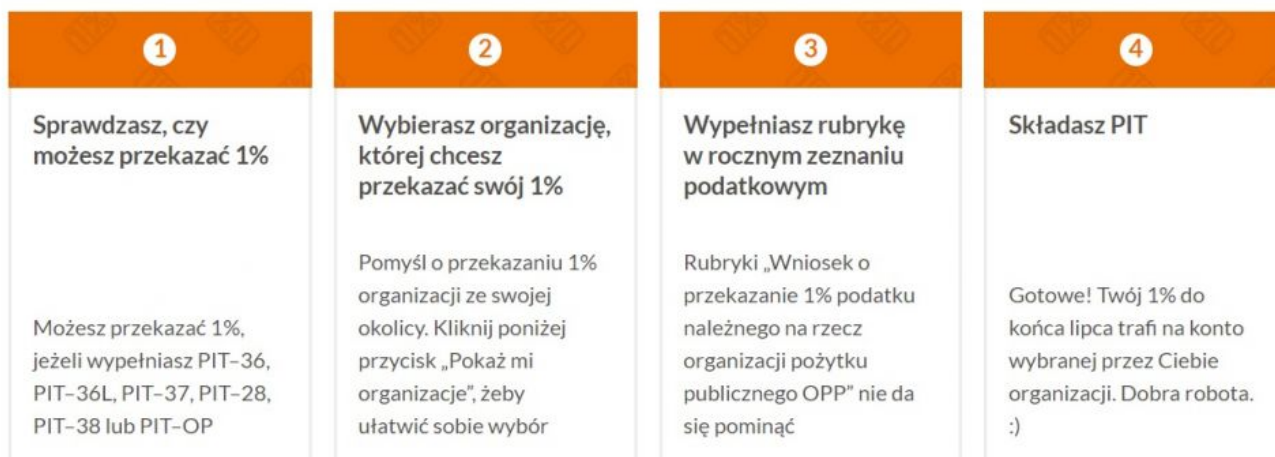 1
Sprawdzasz, czy
możesz przekazać 1%
Możesz przekazać 1%,
jeżeli wypełniasz PIT–36,
PIT–36L, PIT–37, PIT–28,
PIT–38 lub PIT–OP
2
Wybierasz organizację,
której chcesz
przekazać swój 1%
Pomyśl o przekazaniu 1%
organizacji ze swojej
okolicy. Kliknij poniżej
przycisk „Pokaż mi
organizacje”, żeby
ułatwić sobie wybór
3
Wypełniasz rubrykę
w rocznym zeznaniu
podatkowym
Rubryki „Wniosek o
przekazanie 1% podatku
należnego na rzecz
organizacji pożytku
publicznego OPP” nie da
się pominąć
4
Składasz PIT
Gotowe! Twój 1% do
końca lipca trafi na konto
wybranej przez Ciebie
organizacji. Dobra robota.
:)